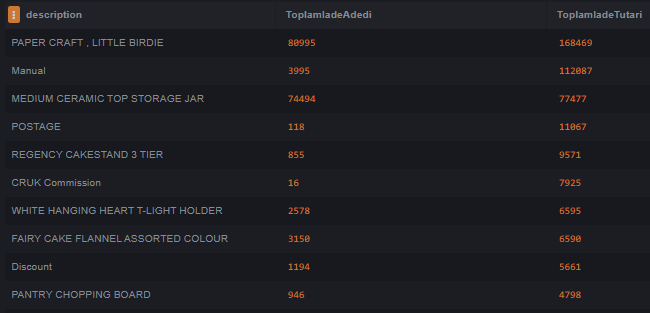 description ToplamIadeAdedi ToplamIadeTutari
PAPER CRAFT , LITTLE BIRDIE 80995 168469
Manual 3995 112087
MEDIUM CERAMIC TOP STORAGE JAR 74494 77477
POSTAGE 118 11067
REGENCY CAKESTAND 3 TIER 855 9571
CRUK Commission 16 7925
WHITE HANGING HEART T-LIGHT HOLDER 2578 6595
FAIRY CAKE FLANNEL ASSORTED COLOUR 3150 6590
Discount 1194 5661
PANTRY CHOPPING BOARD 946 4798